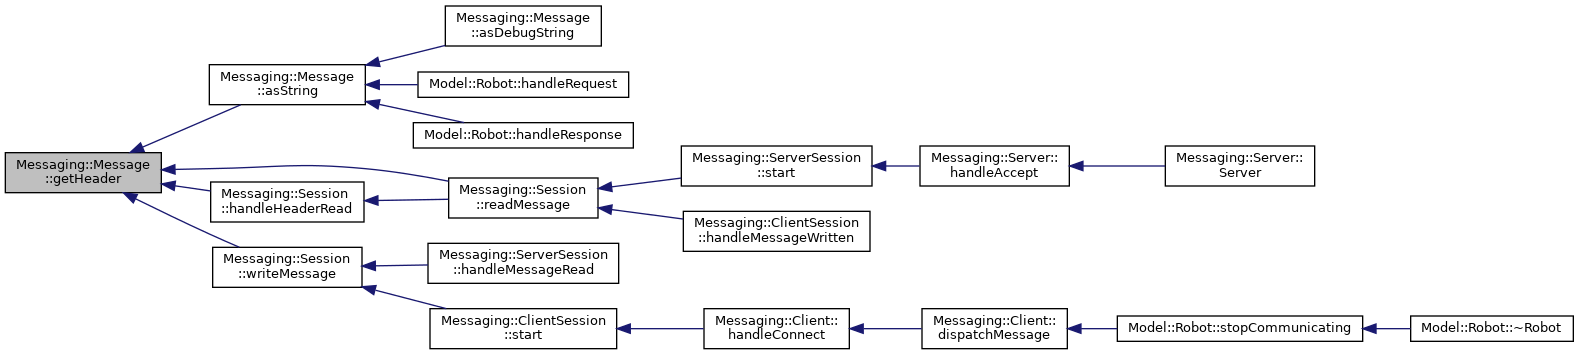 Messaging::Message
::getHeader
Messaging::Message
::asString
Messaging::Message
::asDebugString
Model::Robot::handleRequest
Model::Robot::handleResponse
Messaging::Session
::readMessage
Messaging::ServerSession
::start
Messaging::Server::
handleAccept
Messaging::Server::
Server
Messaging::ClientSession
::handleMessageWritten
Messaging::Session
::handleHeaderRead
Messaging::Session
::writeMessage
Messaging::ServerSession
::handleMessageRead
Messaging::ClientSession
::start
Messaging::Client::
handleConnect
Messaging::Client::
dispatchMessage
Model::Robot::stopCommunicating
Model::Robot::~Robot